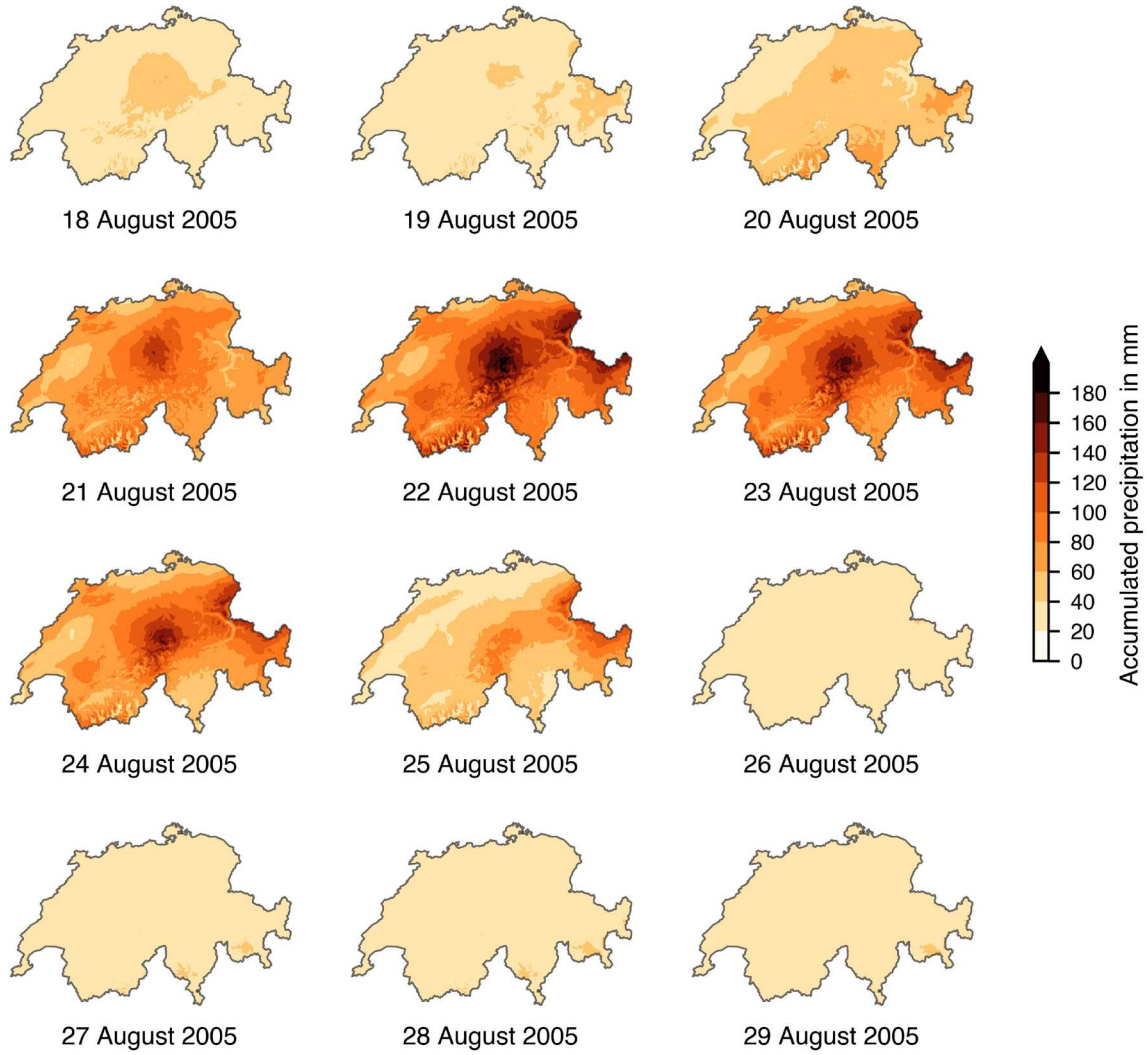 18 August 2005
19 August 2005
20 August 2005
21 August 2005
22 August 2005
23 August 2005
24 August 2005
25 August 2005
26 August 2005
27 August 2005
28 August 2005
29 August 2005
180
160
140
120
100
80
60
40
20
0
Accumulated precipitation in mm